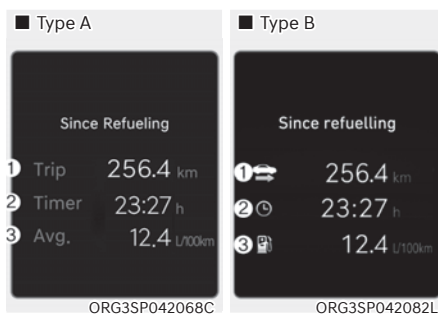 ■ Type A
Since Refueling
1 Trip 256.4 km
2 Timer 23:27 h
3 Avg. 12.4 L/100km
ORG3SP042068C
■ Type B
Since refuelling
1 256.4 km
2 23:27 h
3 12.4 L/100km
ORG3SP042082L